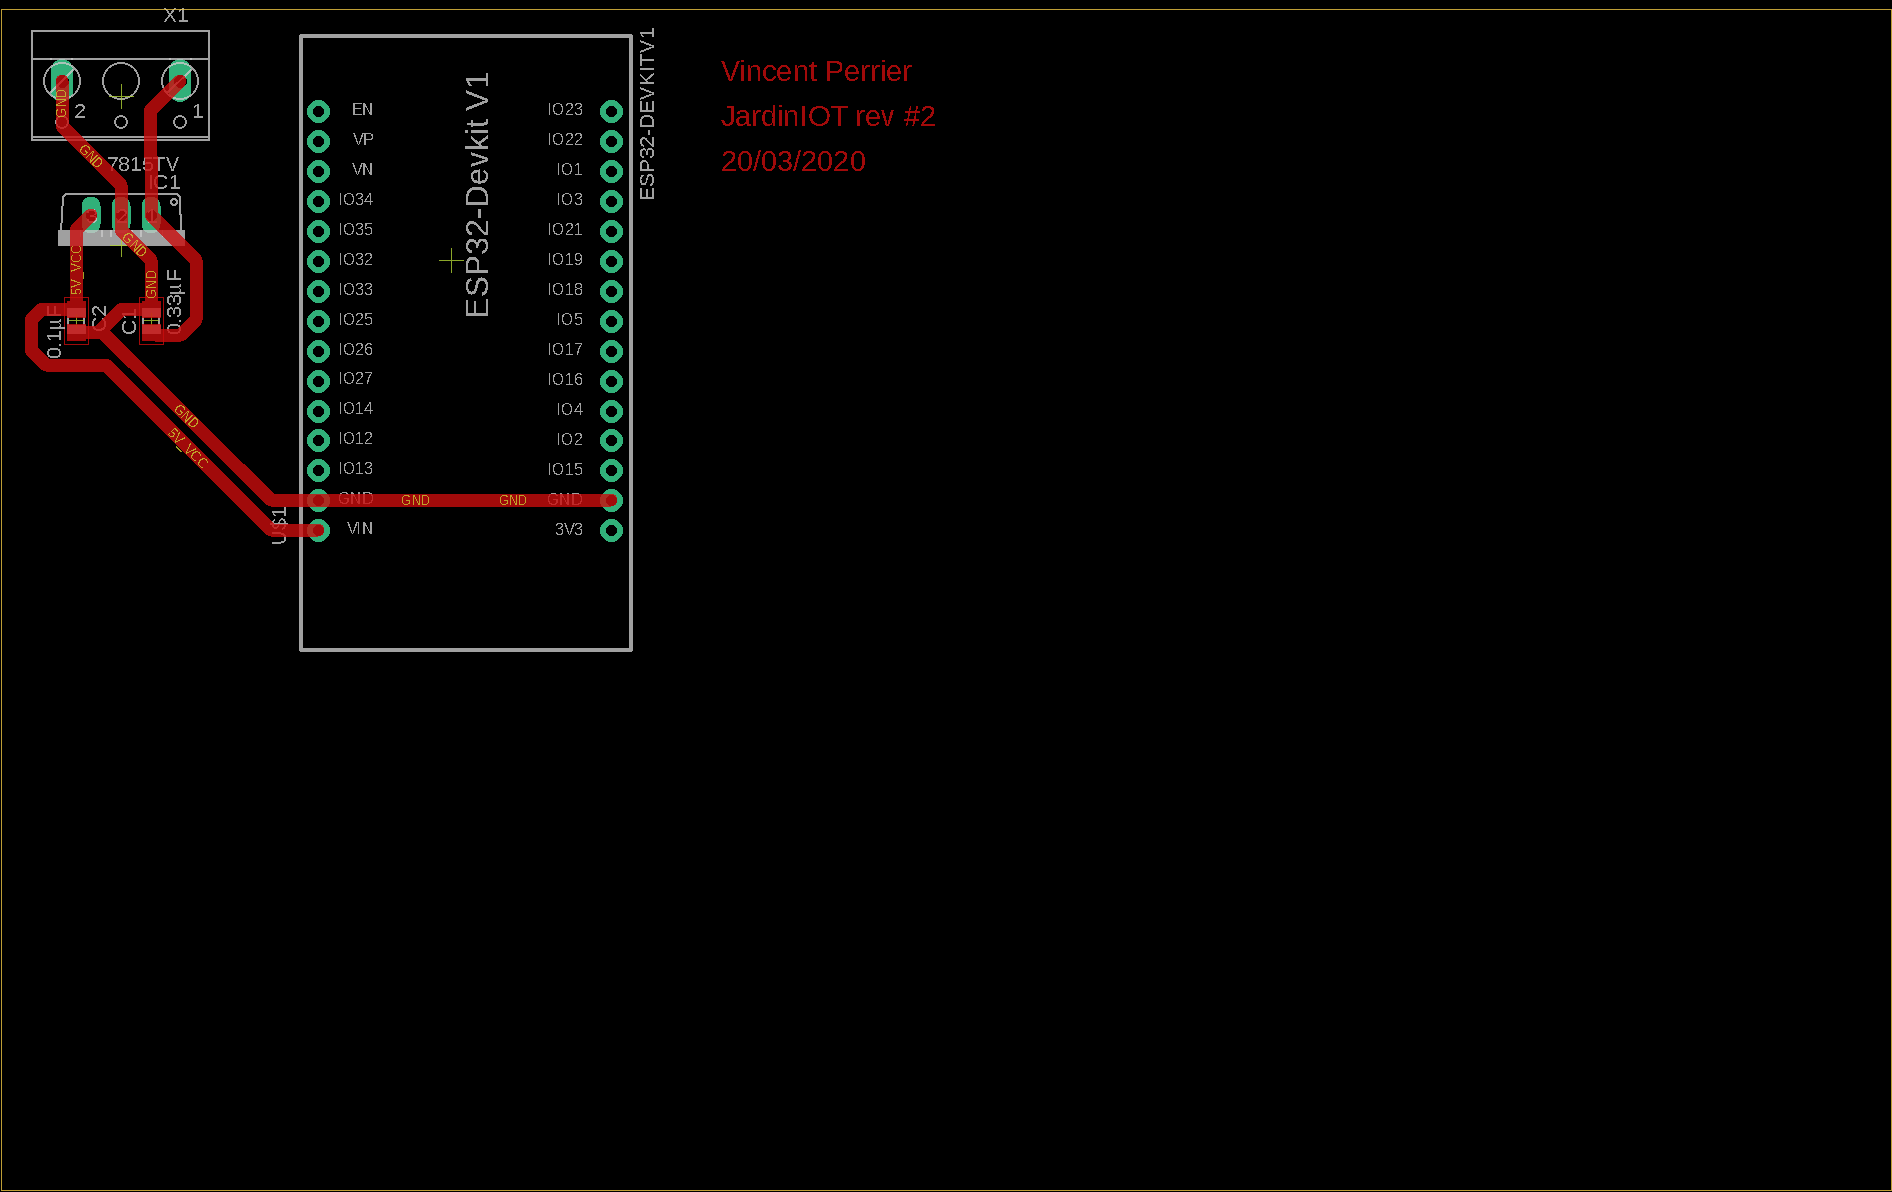 X1
2
1
GND
GND
7815TV
IC1
GND
5V_VCC
GND
0.1µF
C2
C1
0.33µF
GND
5V_VCC
U$1
ESP32-Devkit V1
ESP32-DEVKITV1
EN
VP
VN
IO34
IO35
IO32
IO33
IO25
IO26
IO27
IO14
IO12
IO13
GND
VIN
GND
GND
IO23
IO22
IO1
IO3
IO21
IO19
IO18
IO5
IO17
IO16
IO4
IO2
IO15
GND
3V3
Vincent Perrier
JardinIOT rev #2
20/03/2020